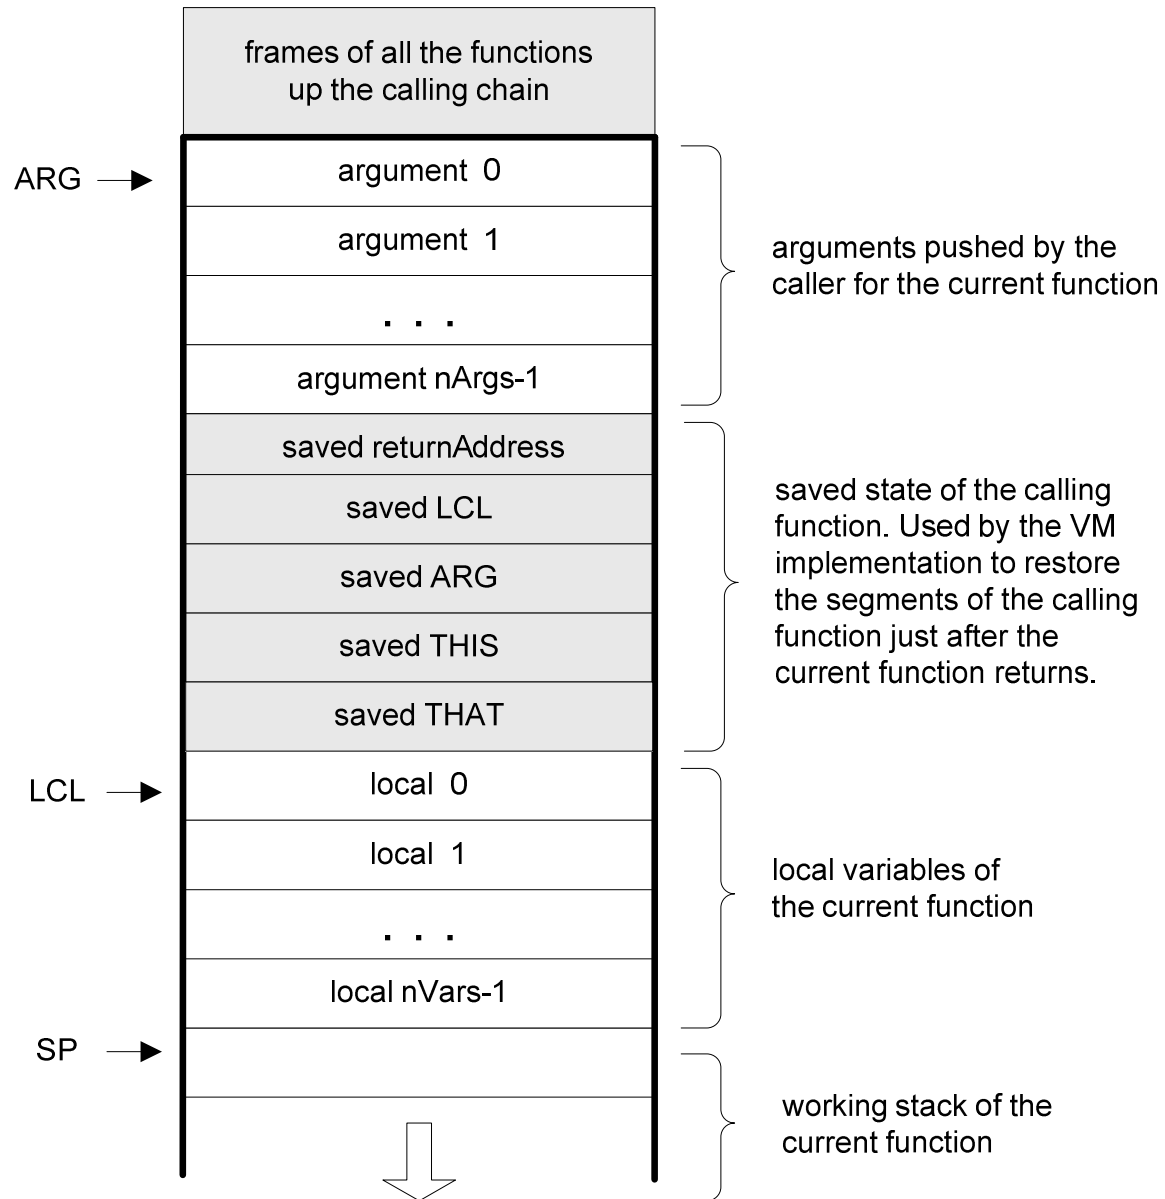 frames of all the functions
up the calling chain
ARG
argument 0
argument 1
. . .
argument nArgs-1
arguments pushed by the
caller for the current function
saved returnAddress
saved LCL
saved ARG
saved THIS
saved THAT
saved state of the calling
function. Used by the VM
implementation to restore
the segments of the calling
function just after the
current function returns.
LCL
local 0
local 1
. . .
local nVars-1
local variables of
the current function
SP
working stack of the
current function